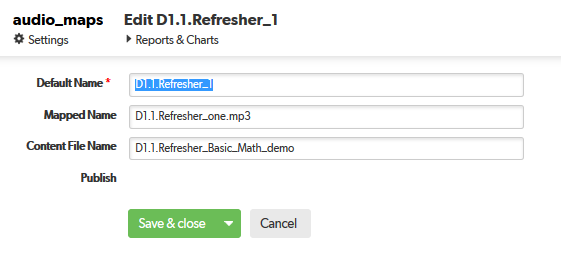 audio_maps Edit D1.1.Refresher_1
Settings Reports & Charts
Default Name * D1.1.Refresher_1
Mapped Name D1.1.Refresher_one.mp3
Content File Name D1.1.Refresher_Basic_Math_demo
Publish
Save & close Cancel